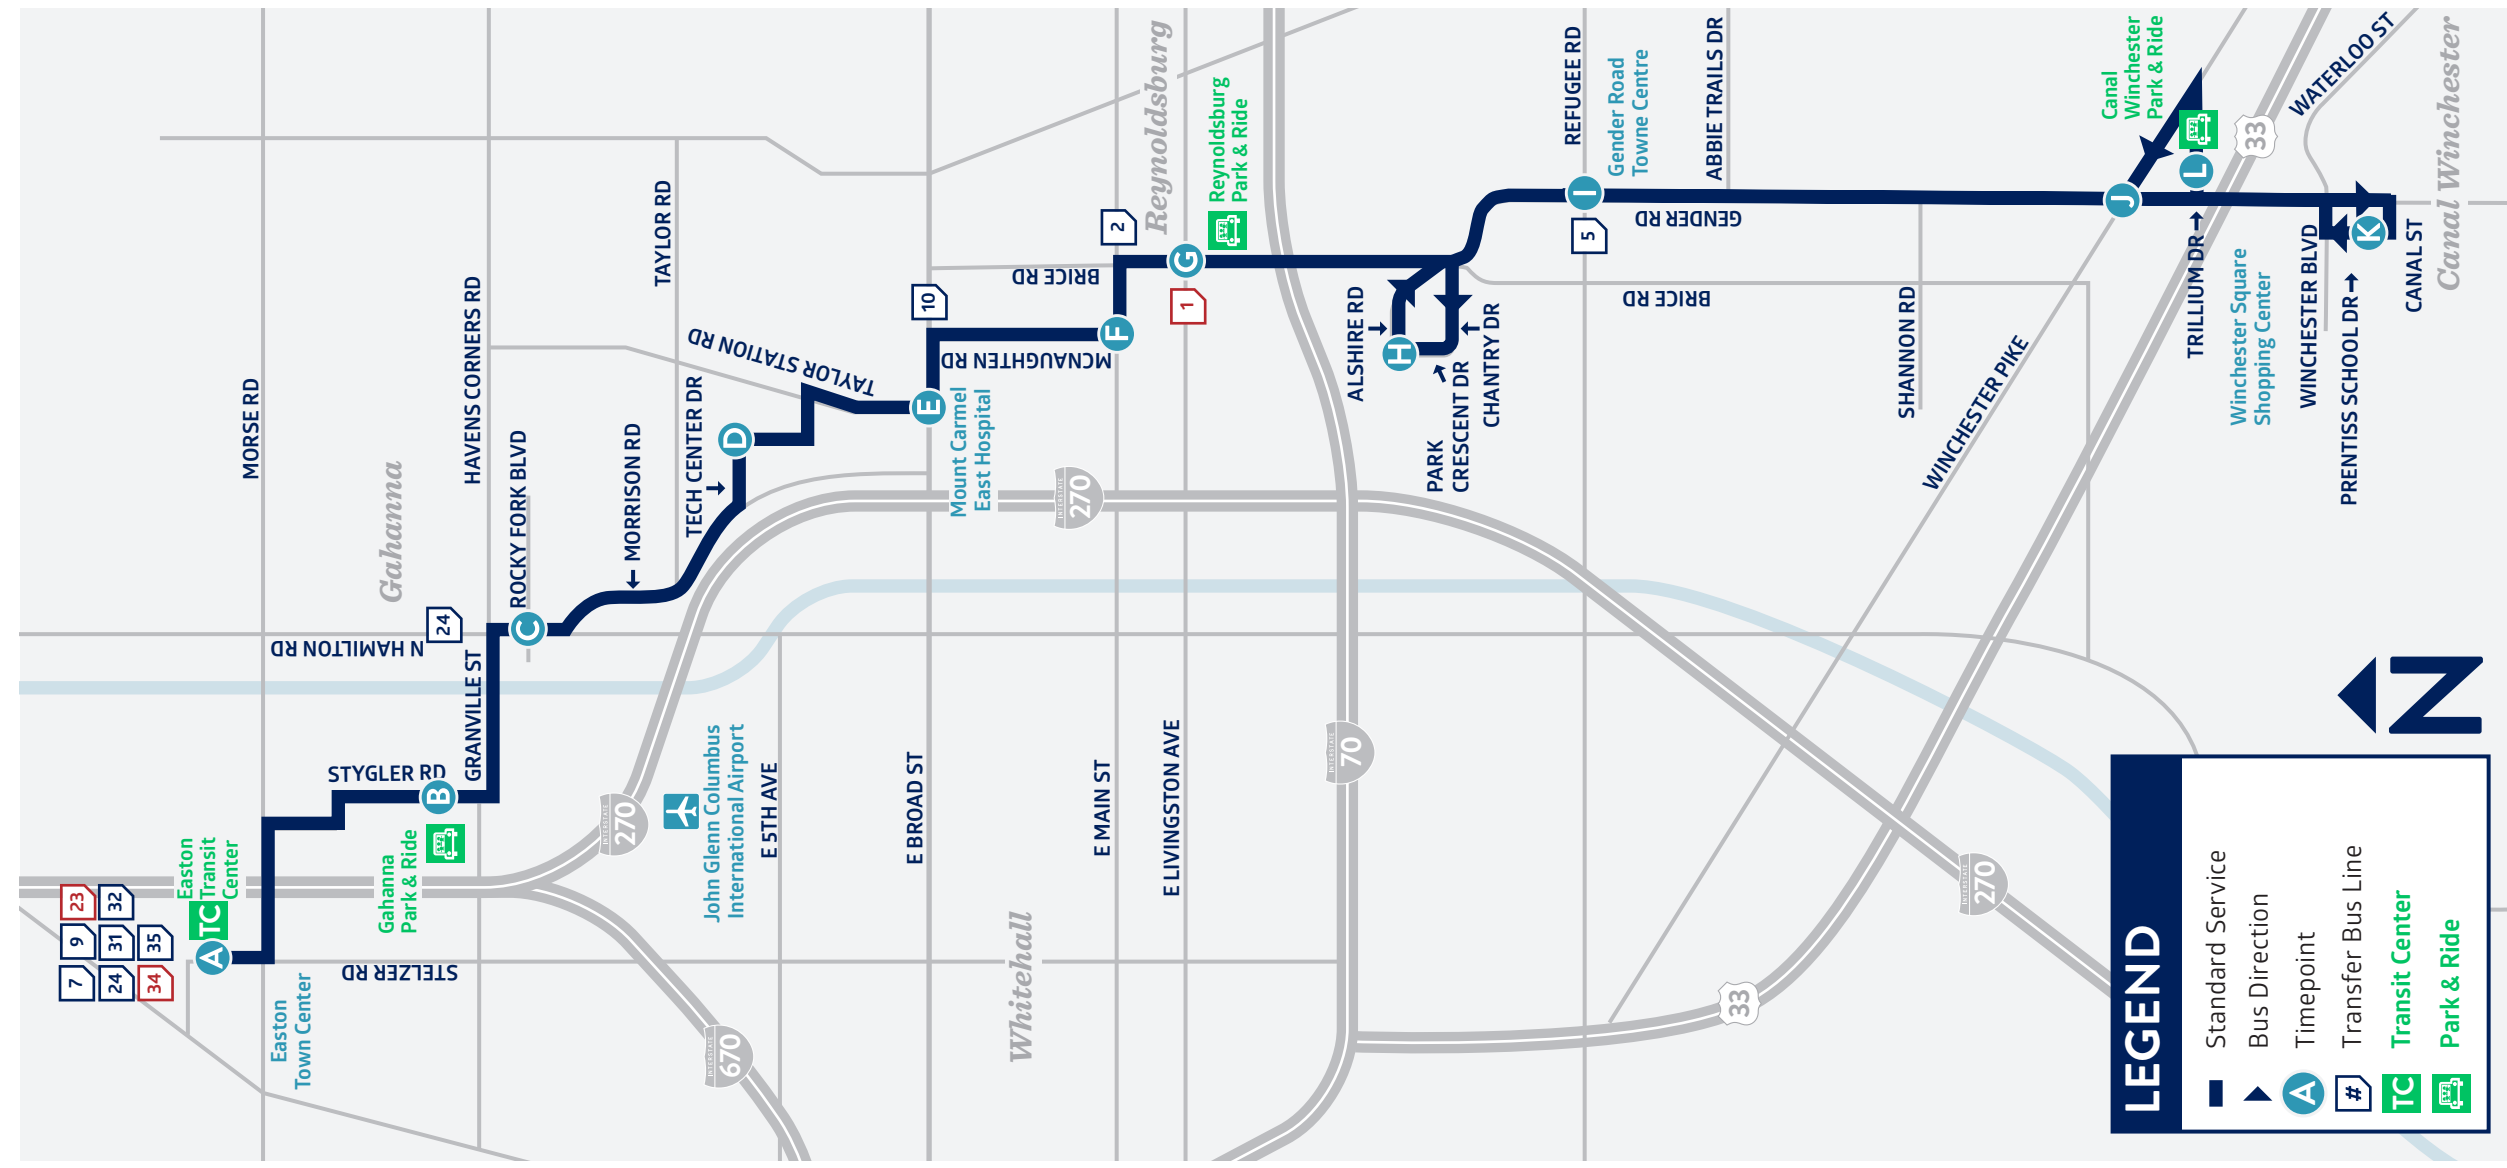 23
32
9
31
35
7
24
34
Easton
Transit
Center
TC
A
Easton
Town Center
STELZER RD
MORSE RD
STYGLER RD
B
Gahanna
Park & Ride
GRANVILLE ST
N HAMILTON RD
24
Gahanna
HAVENS CORNERS RD
ROCKY FORK BLVD
C
MORRISON RD
TAYLOR RD
TECH CENTER DR
D
TAYLOR STATION RD
INTERSTATE
270
INTERSTATE
670
John Glenn Columbus
International Airport
E 5TH AVE
E BROAD ST
10
E
Mount Carmel
East Hospital
MCNAUGHTEN RD
BRICE RD
INTERSTATE
270
Whitehall
E MAIN ST
2
F
E LIVINGSTON AVE
Reynoldsburg
G
1
Reynoldsburg
Park & Ride
INTERSTATE
70
ALSHIRE RD
H
PARK
CRESCENT DR
CHANTRY DR
REFUGEE RD
I
5
Gender Road
Towne Centre
GENDER RD
BRICE RD
ABBIE TRAILS DR
SHANNON RD
WINCHESTER PIKE
33
INTERSTATE
270
J
Canal
Winchester
Park & Ride
L
TRILLIUM DR
33
Winchester Square
Shopping Center
WATERLOO ST
WINCHESTER BLVD
K
PRENTISS SCHOOL DR
CANAL ST
Canal Winchester
N
LEGEND
Standard Service
Bus Direction
A
Timepoint
#
Transfer Bus Line
TC
Transit Center
Park & Ride